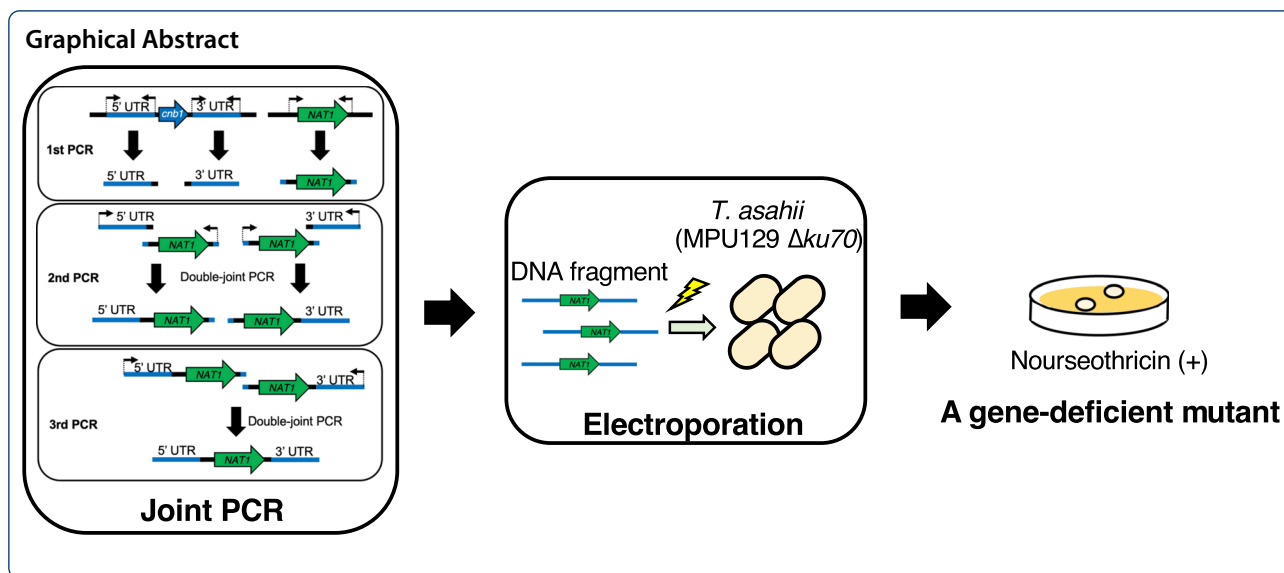 Graphical Abstract
5' UTR
cnb1
3' UTR
NAT1
1st PCR
5' UTR
3' UTR
NAT1
5' UTR
3' UTR
NAT1
NAT1
2nd PCR
Double-joint PCR
5' UTR
NAT1
NAT1
3' UTR
5' UTR
NAT1
NAT1
3' UTR
3rd PCR
Double-joint PCR
5' UTR
NAT1
3' UTR
Joint PCR
T. asahii
(MPU129 Δku70)
DNA fragment
NAT1
NAT1
NAT1
Electroporation
Nourseothricin (+)
A gene-deficient mutant